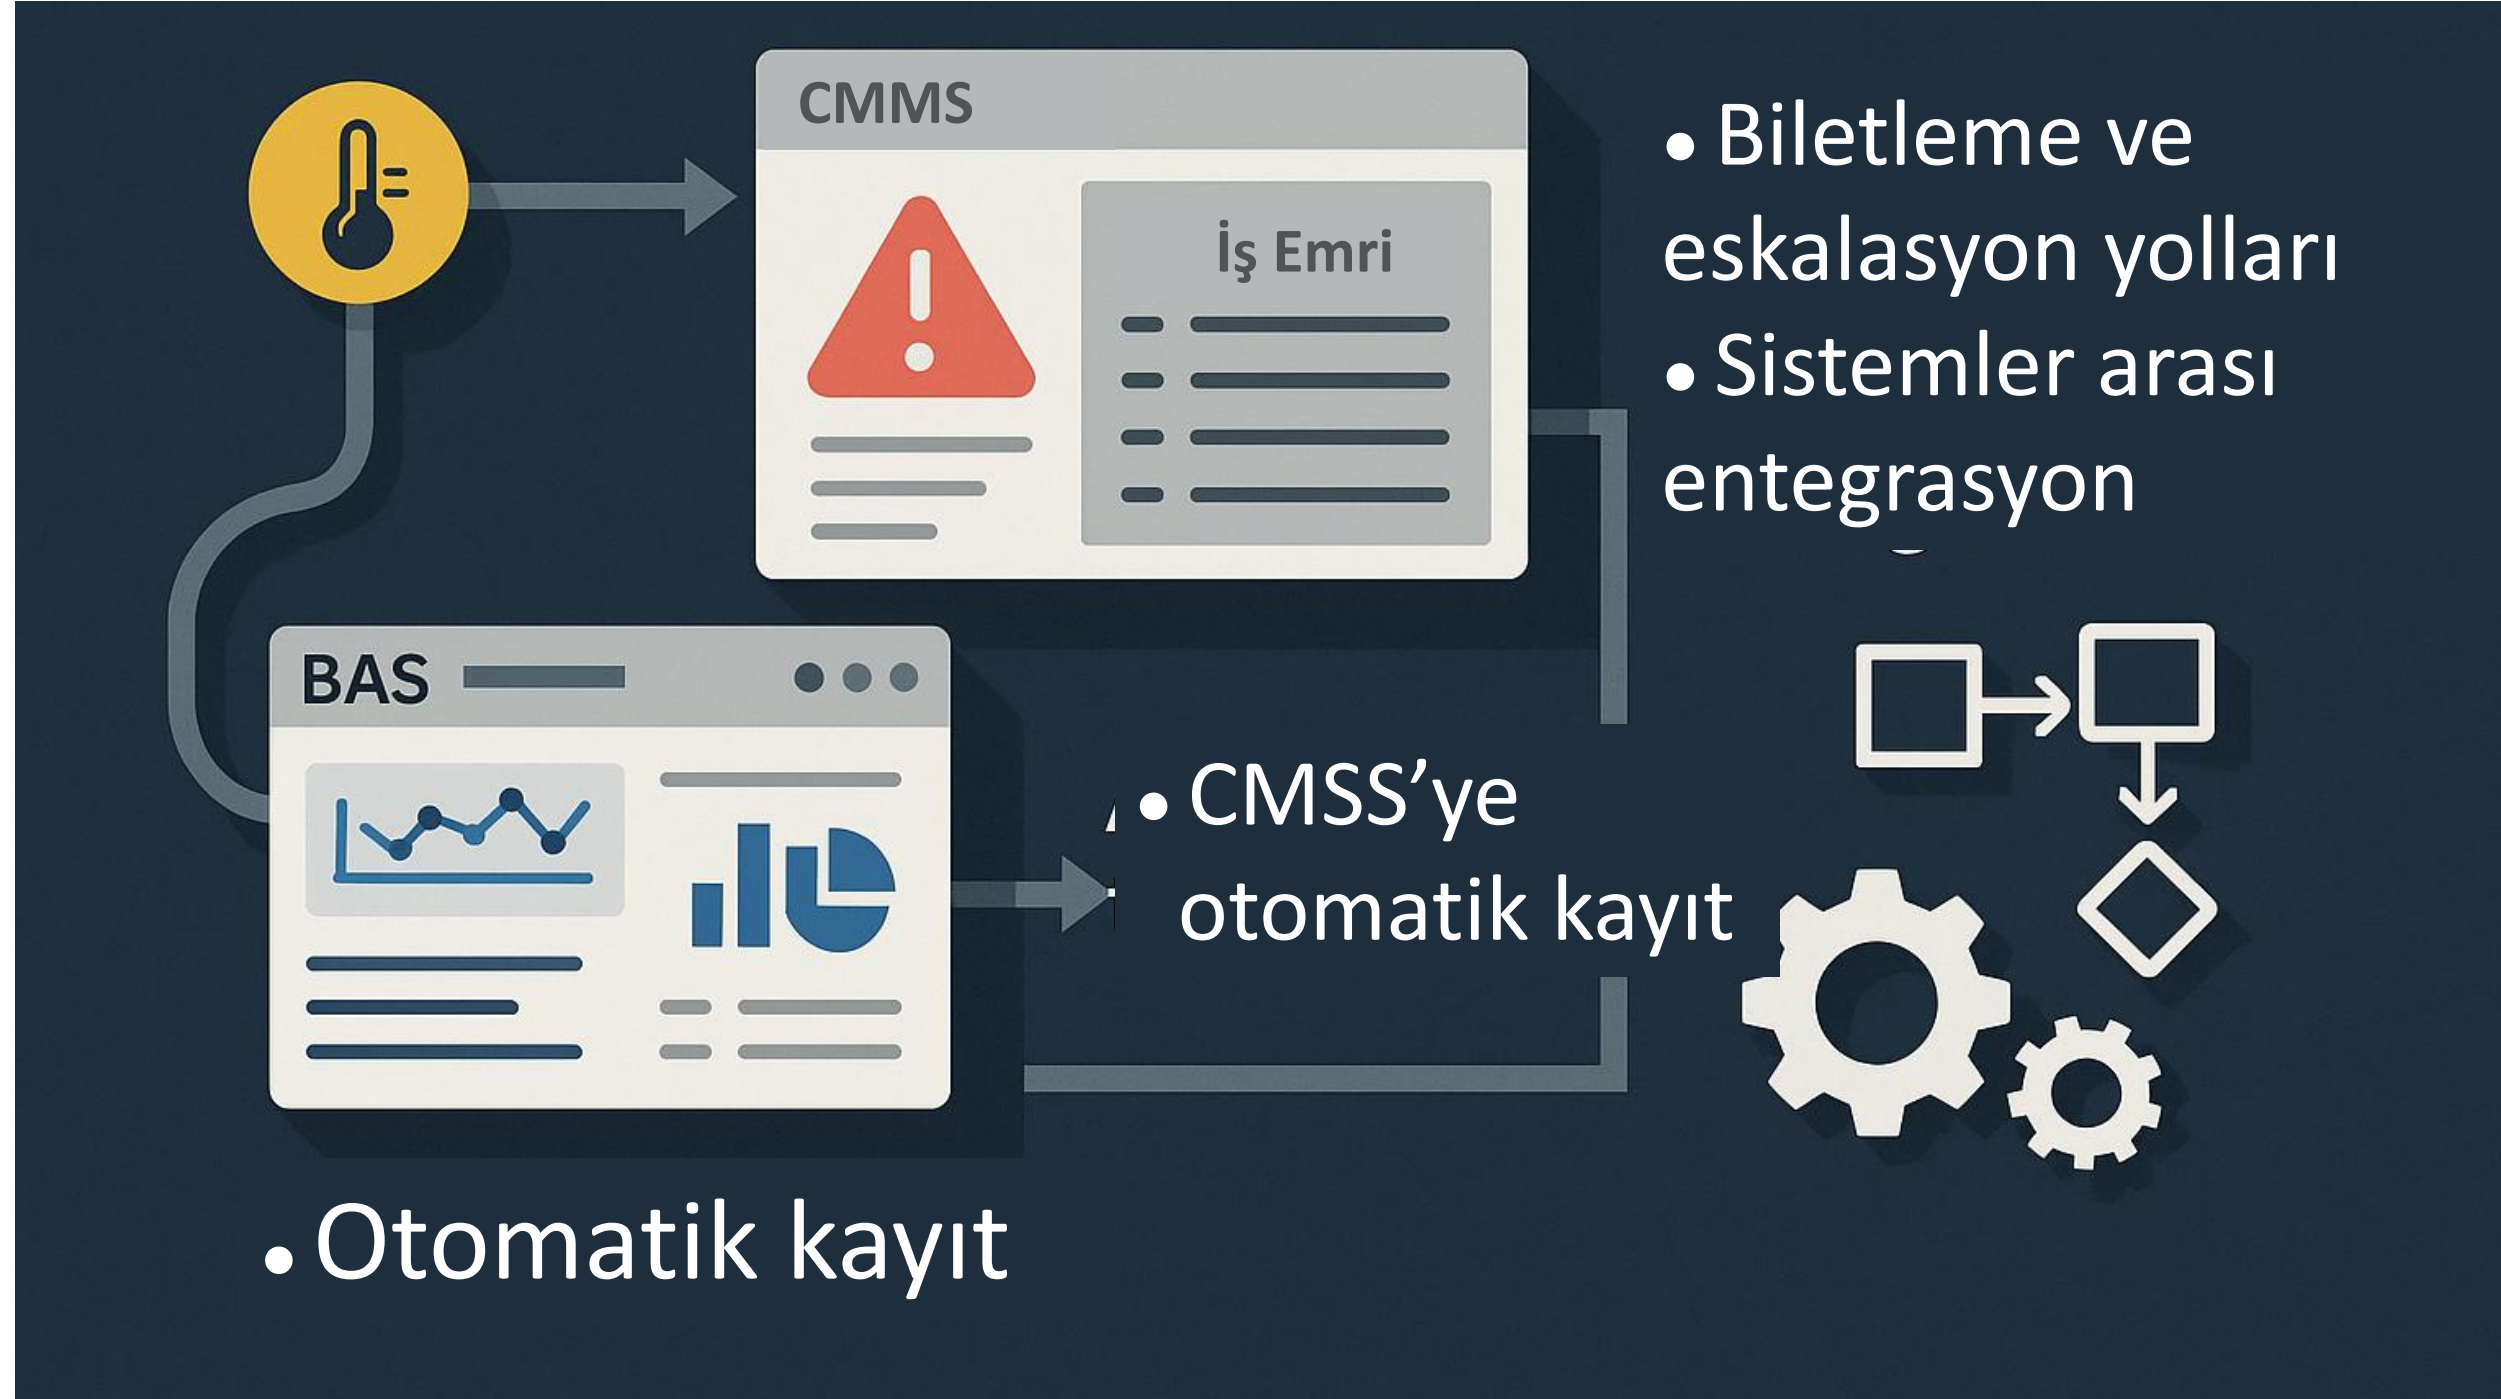 CMMS
İş Emri
• Biletleme ve
eskalasyon yolları
• Sistemler arası
entegrasyon
BAS
• CMSS’ye
otomatik kayıt
• Otomatik kayıt